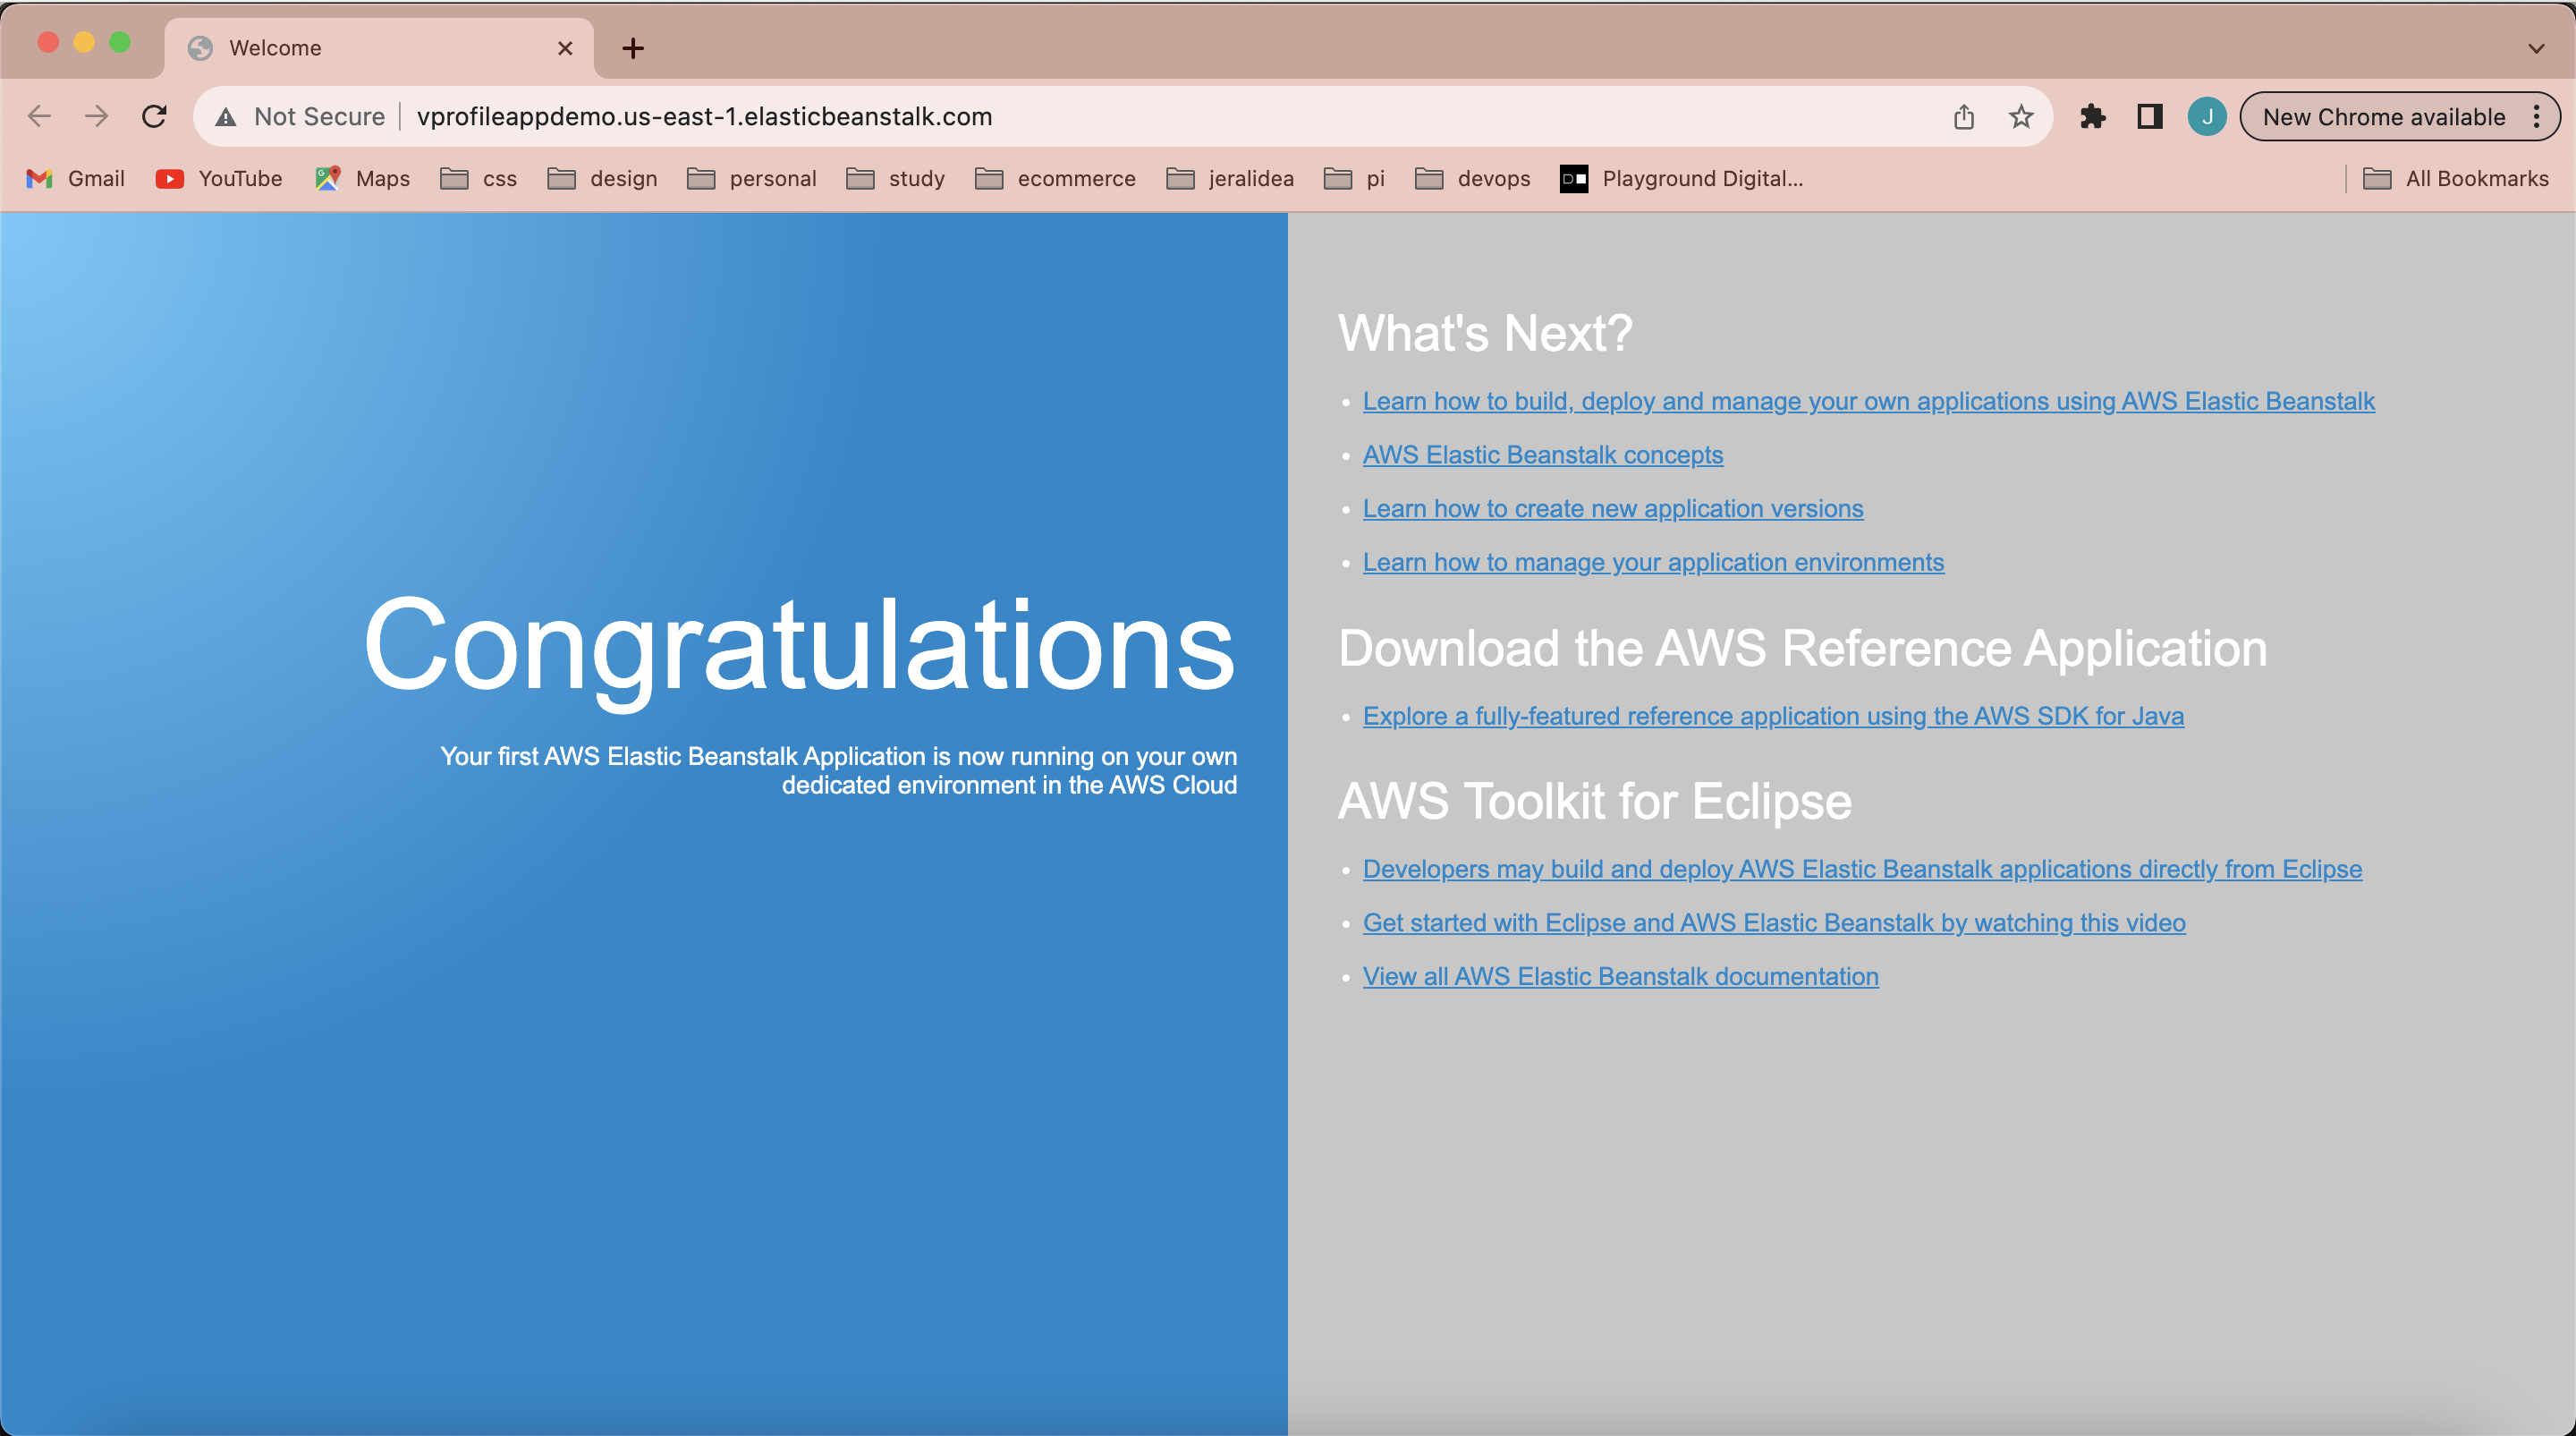 Welcome
Not Secure
vprofileappdemo.us-east-1.elasticbeanstalk.com
J
New Chrome available
Gmail
YouTube
Maps
css
design
personal
study
ecommerce
jeralidea
pi
devops
Playground Digital...
All Bookmarks
Congratulations
Your first AWS Elastic Beanstalk Application is now running on your own
dedicated environment in the AWS Cloud
What's Next?
Learn how to build, deploy and manage your own applications using AWS Elastic Beanstalk
AWS Elastic Beanstalk concepts
Learn how to create new application versions
Learn how to manage your application environments
Download the AWS Reference Application
Explore a fully-featured reference application using the AWS SDK for Java
AWS Toolkit for Eclipse
Developers may build and deploy AWS Elastic Beanstalk applications directly from Eclipse
Get started with Eclipse and AWS Elastic Beanstalk by watching this video
View all AWS Elastic Beanstalk documentation